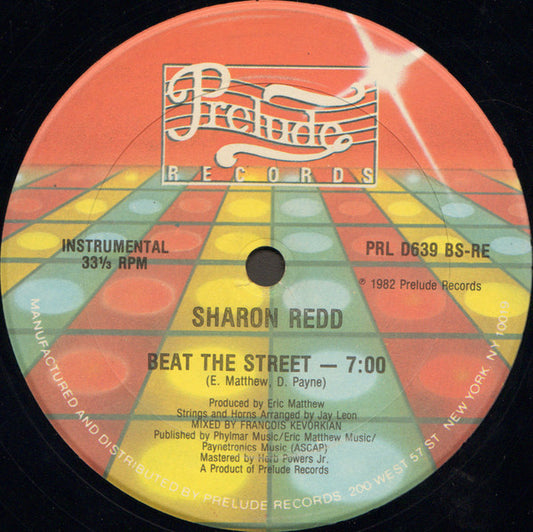 Prelude
RECORDS
INSTRUMENTAL
33⅓ RPM
PRL D639 BS-RE
℗ 1982 Prelude Records
SHARON REDD
BEAT THE STREET — 7:00
(E. Matthew, D. Payne)
Produced by Eric Matthew
Strings and Horns Arranged by Jay Leon
MIXED BY FRANCOIS KEVORKIAN
Published by Phylmar Music/Eric Matthew Music/
Paynetronics Music (ASCAP)
Mastered by Herb Powers Jr.
A Product of Prelude Records
MANUFACTURED AND DISTRIBUTED BY PRELUDE RECORDS 200 WEST 57 ST NEW YORK, NY 10019